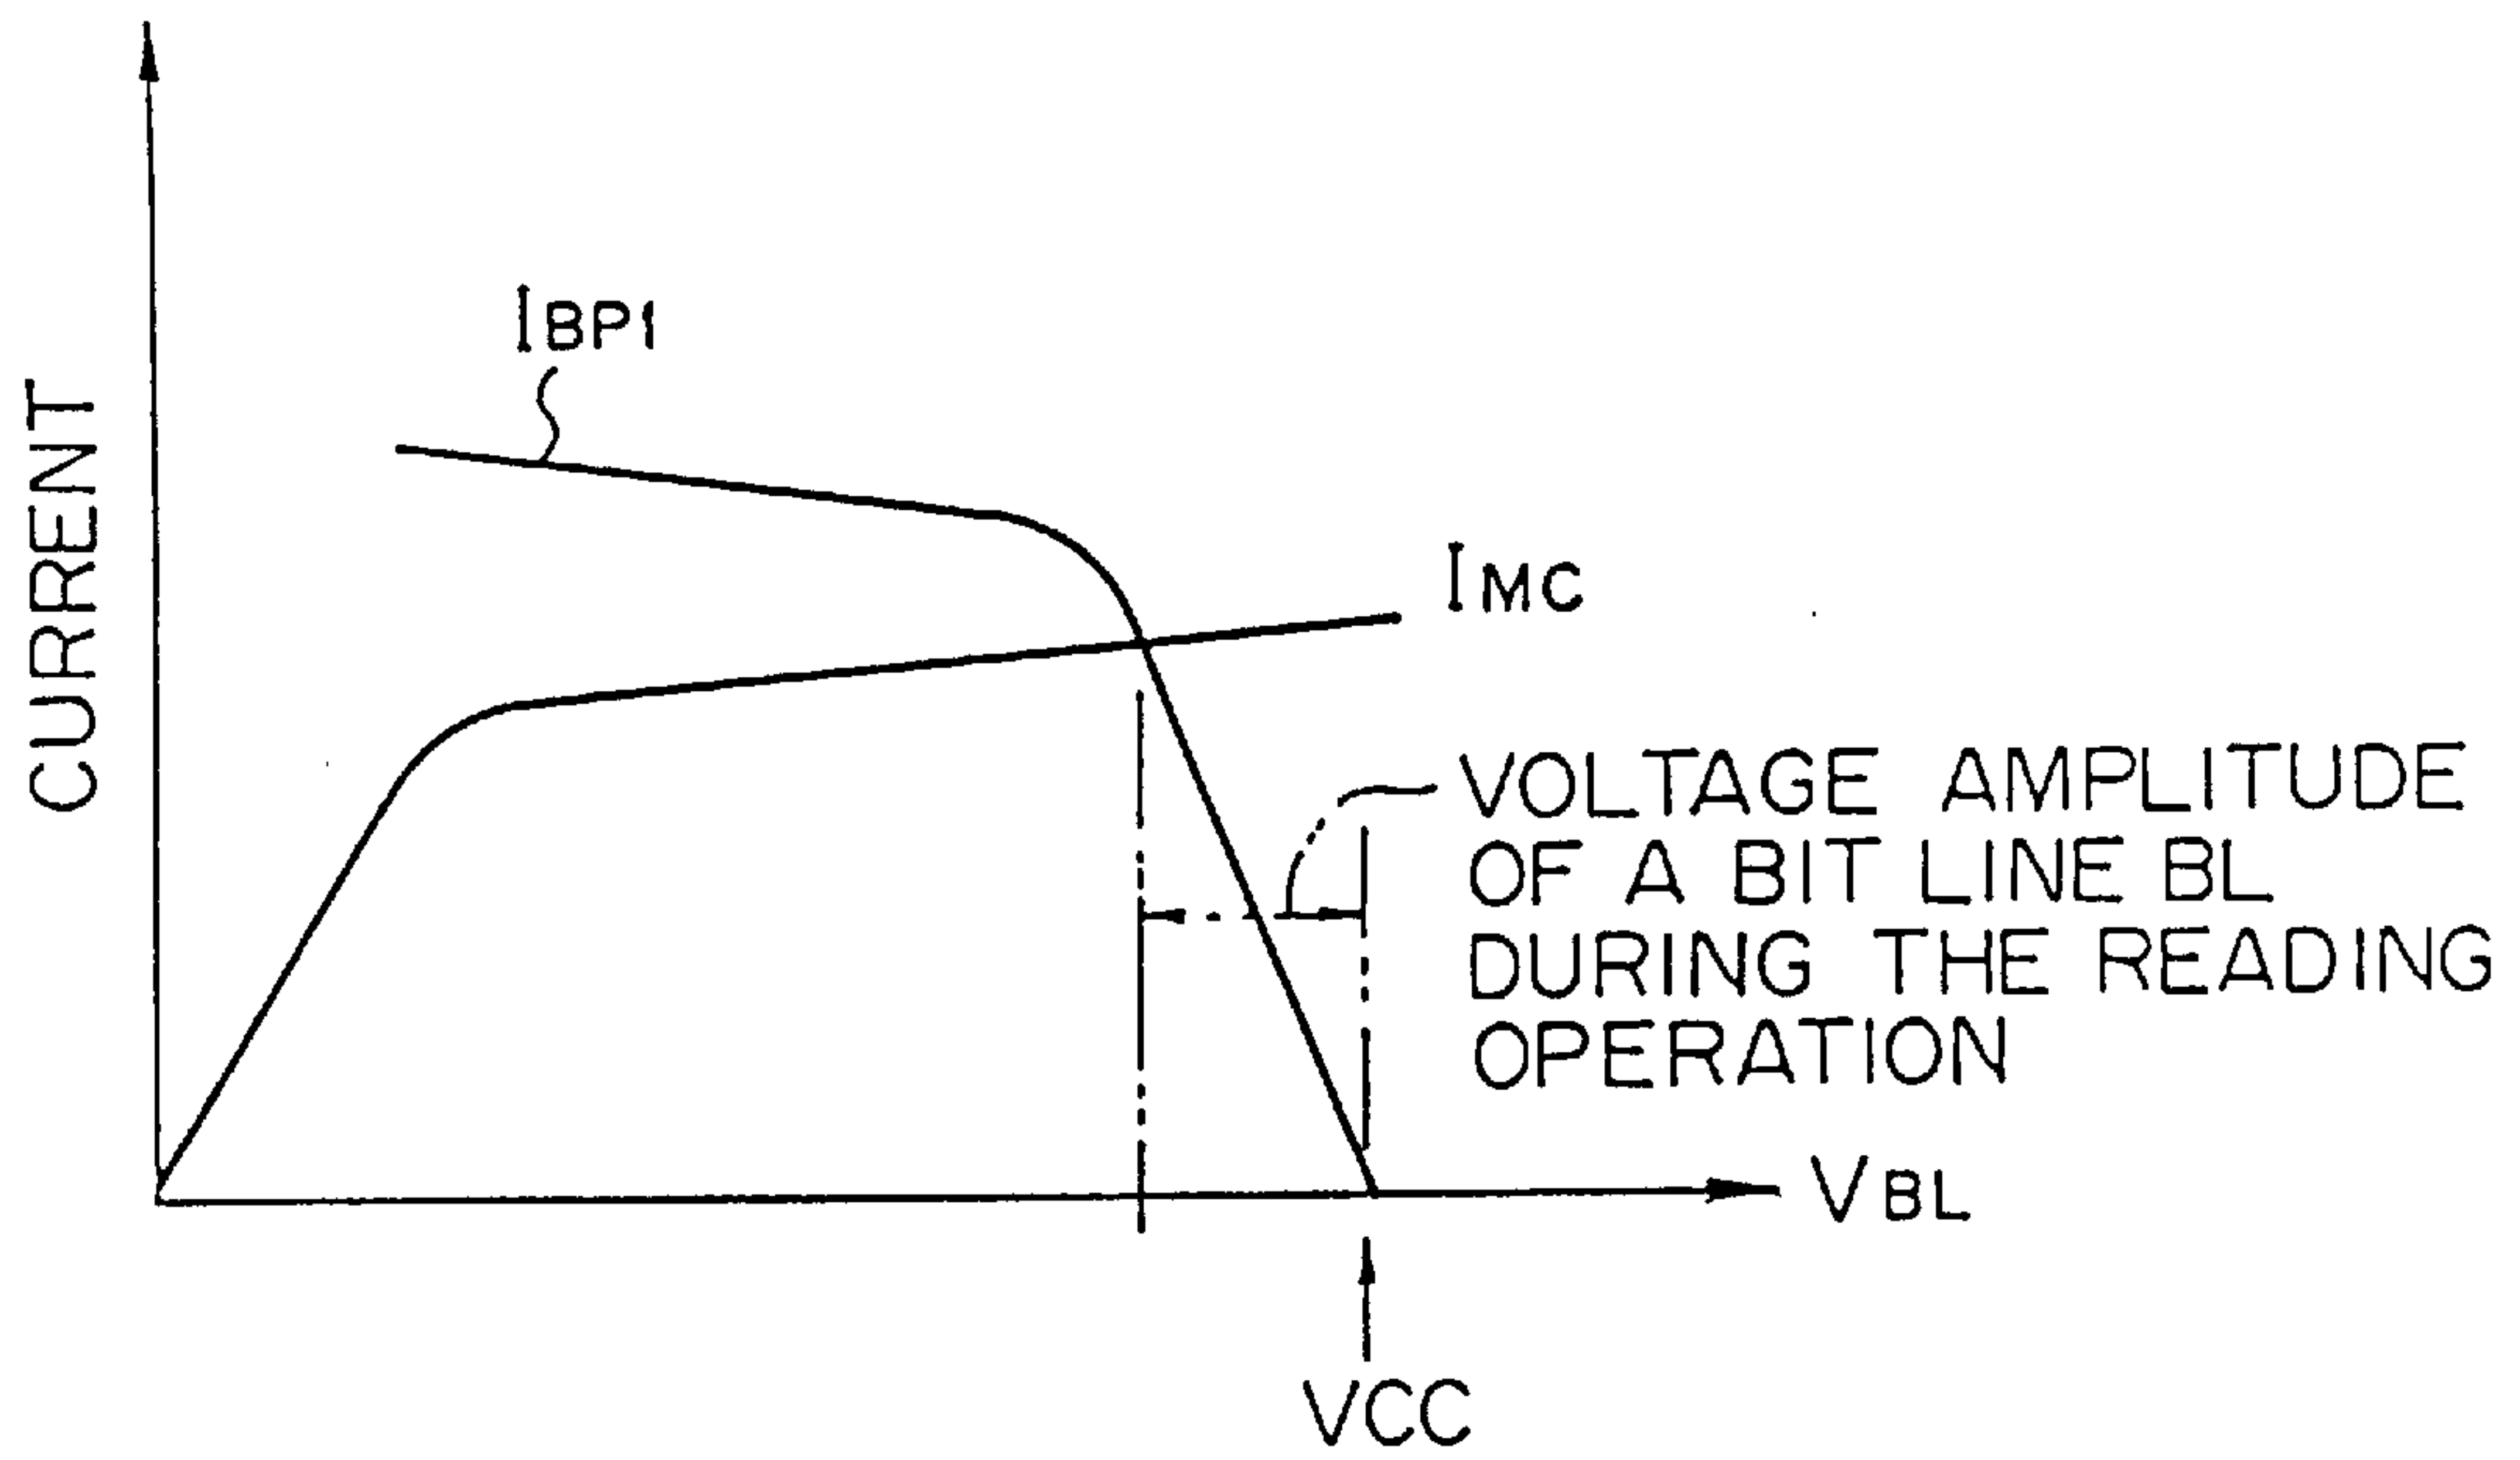 CURRENT
IBP1
IMC
VOLTAGE AMPLITUDE
OF A BIT LINE BL
DURING THE READING
OPERATION
VBL
VCC